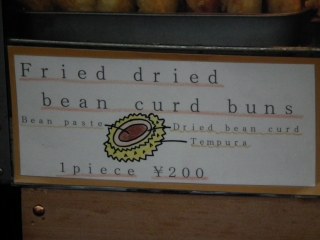 Fried dried
bean curd buns
Bean paste
Dried bean curd
Tempura
1piece ¥200